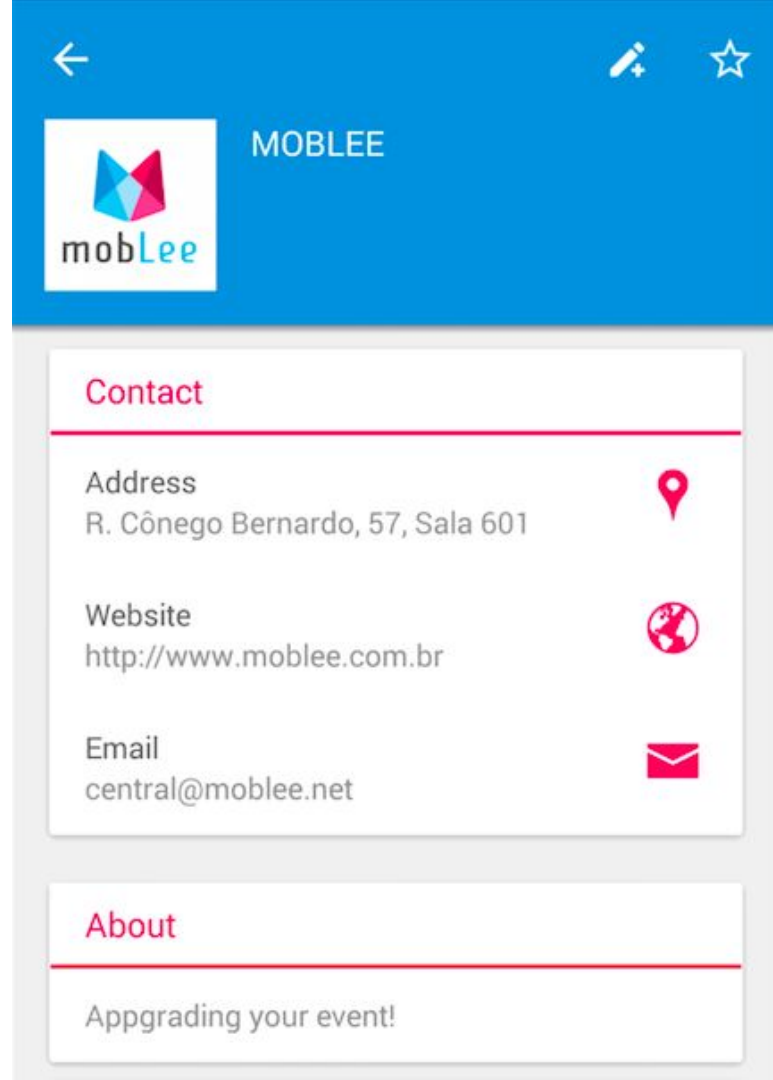 MOBLEE
mobLee
Contact
Address
R. Cônego Bernardo, 57, Sala 601
Website
http://www.moblee.com.br
Email
central@moblee.net
About
Appgrading your event!